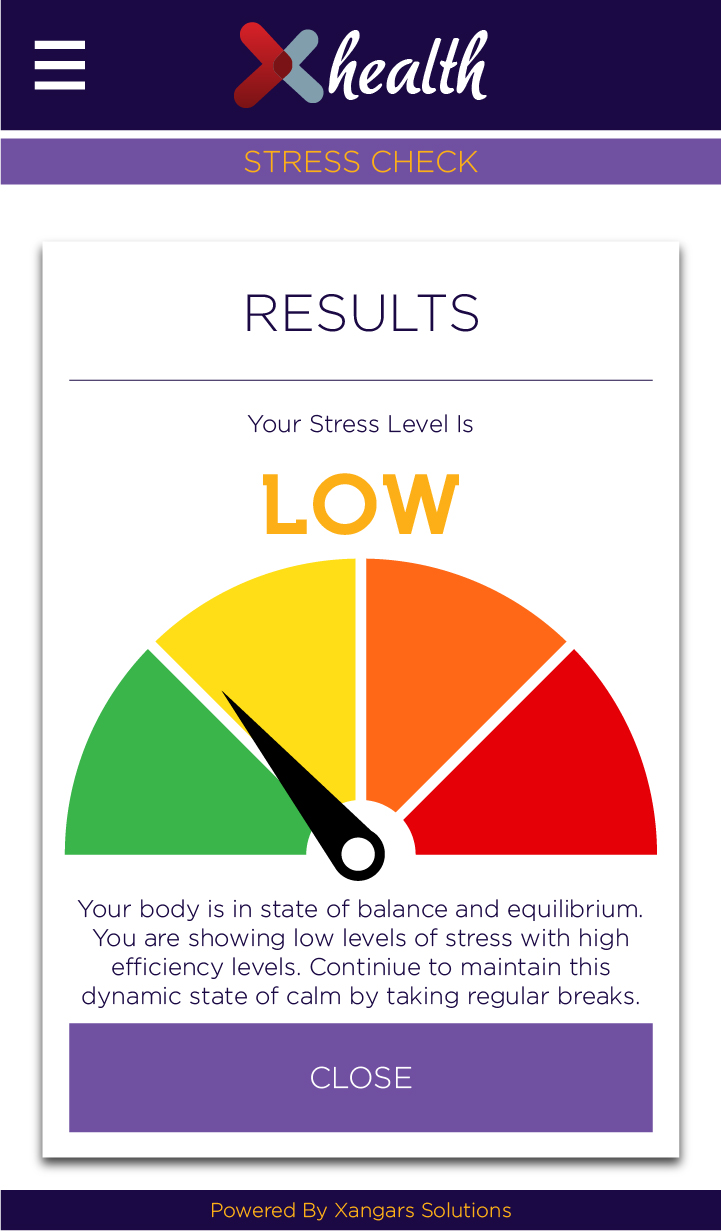 health
STRESS CHECK
RESULTS
Your Stress Level Is
LOW
Your body is in state of balance and equilibrium.
You are showing low levels of stress with high
efficiency levels. Continiue to maintain this
dynamic state of calm by taking regular breaks.
CLOSE
Powered By Xangars Solutions